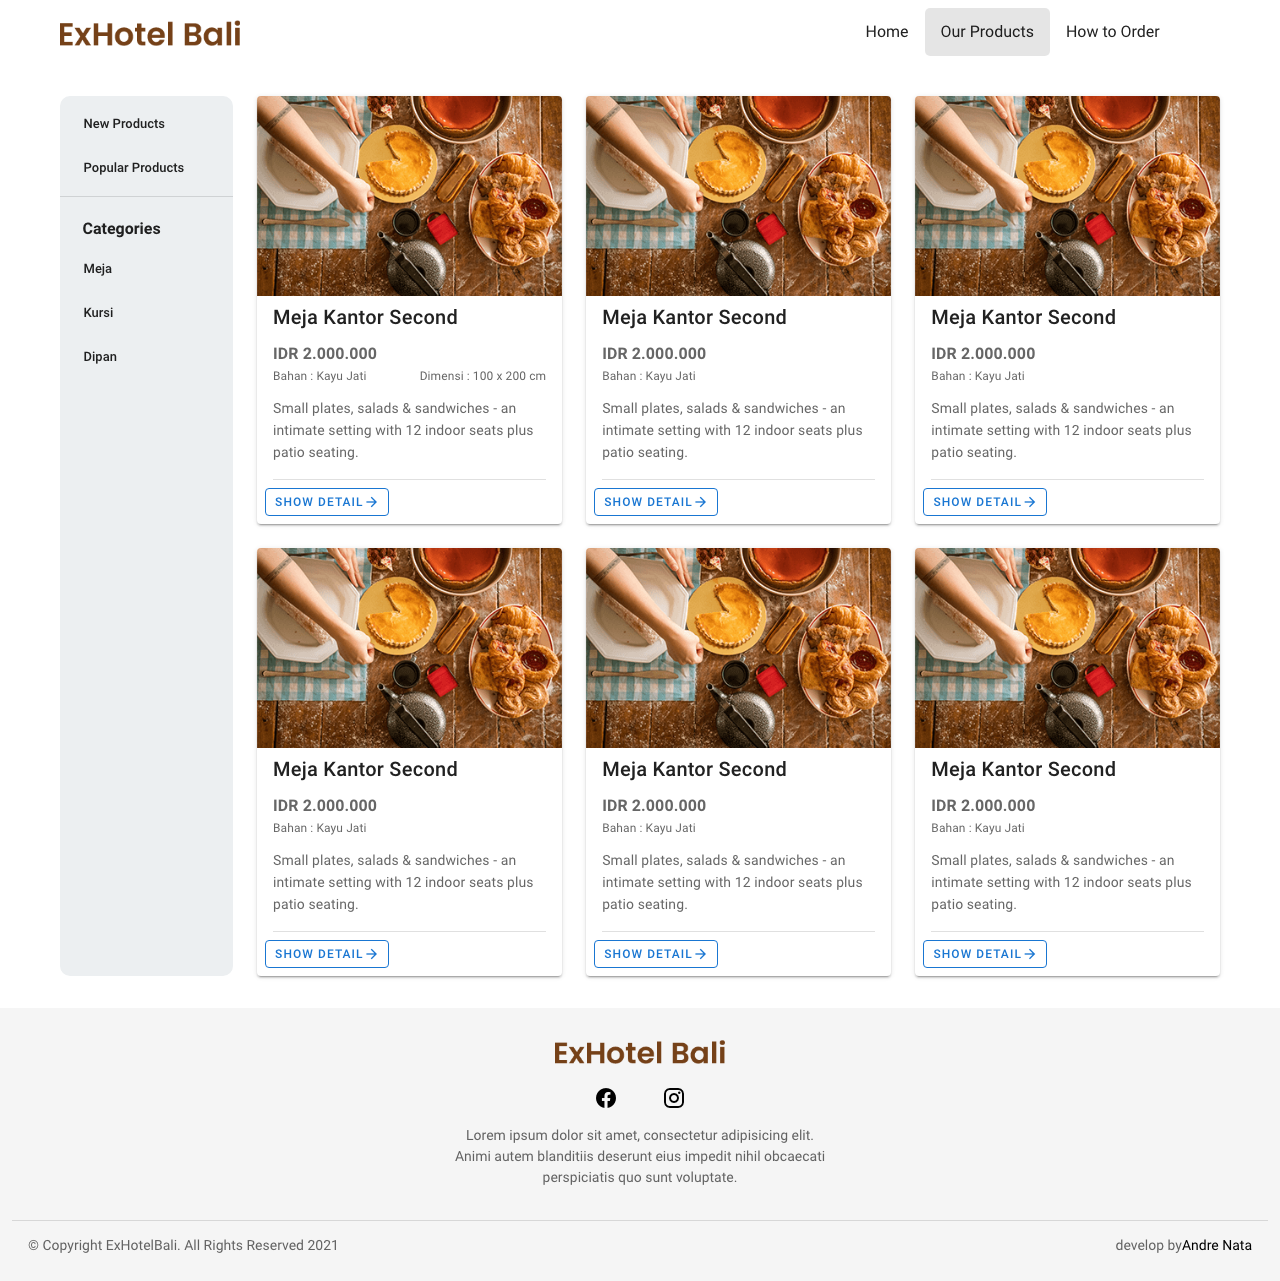 ExHotel Bali
Home
Our Products
How to Order
New Products
Popular Products
Categories
Meja
Kursi
Dipan
Meja Kantor Second
IDR 2.000.000
Bahan : Kayu Jati
Dimensi : 100 x 200 cm
Small plates, salads & sandwiches - an
intimate setting with 12 indoor seats plus
patio seating.
SHOW DETAIL
Meja Kantor Second
IDR 2.000.000
Bahan : Kayu Jati
Small plates, salads & sandwiches - an
intimate setting with 12 indoor seats plus
patio seating.
SHOW DETAIL
Meja Kantor Second
IDR 2.000.000
Bahan : Kayu Jati
Small plates, salads & sandwiches - an
intimate setting with 12 indoor seats plus
patio seating.
SHOW DETAIL
Meja Kantor Second
IDR 2.000.000
Bahan : Kayu Jati
Small plates, salads & sandwiches - an
intimate setting with 12 indoor seats plus
patio seating.
SHOW DETAIL
Meja Kantor Second
IDR 2.000.000
Bahan : Kayu Jati
Small plates, salads & sandwiches - an
intimate setting with 12 indoor seats plus
patio seating.
SHOW DETAIL
Meja Kantor Second
IDR 2.000.000
Bahan : Kayu Jati
Small plates, salads & sandwiches - an
intimate setting with 12 indoor seats plus
patio seating.
SHOW DETAIL
ExHotel Bali
Lorem ipsum dolor sit amet, consectetur adipisicing elit.
Animi autem blanditiis deserunt eius impedit nihil obcaecati
perspiciatis quo sunt voluptate.
© Copyright ExHotelBali. All Rights Reserved 2021
develop byAndre Nata